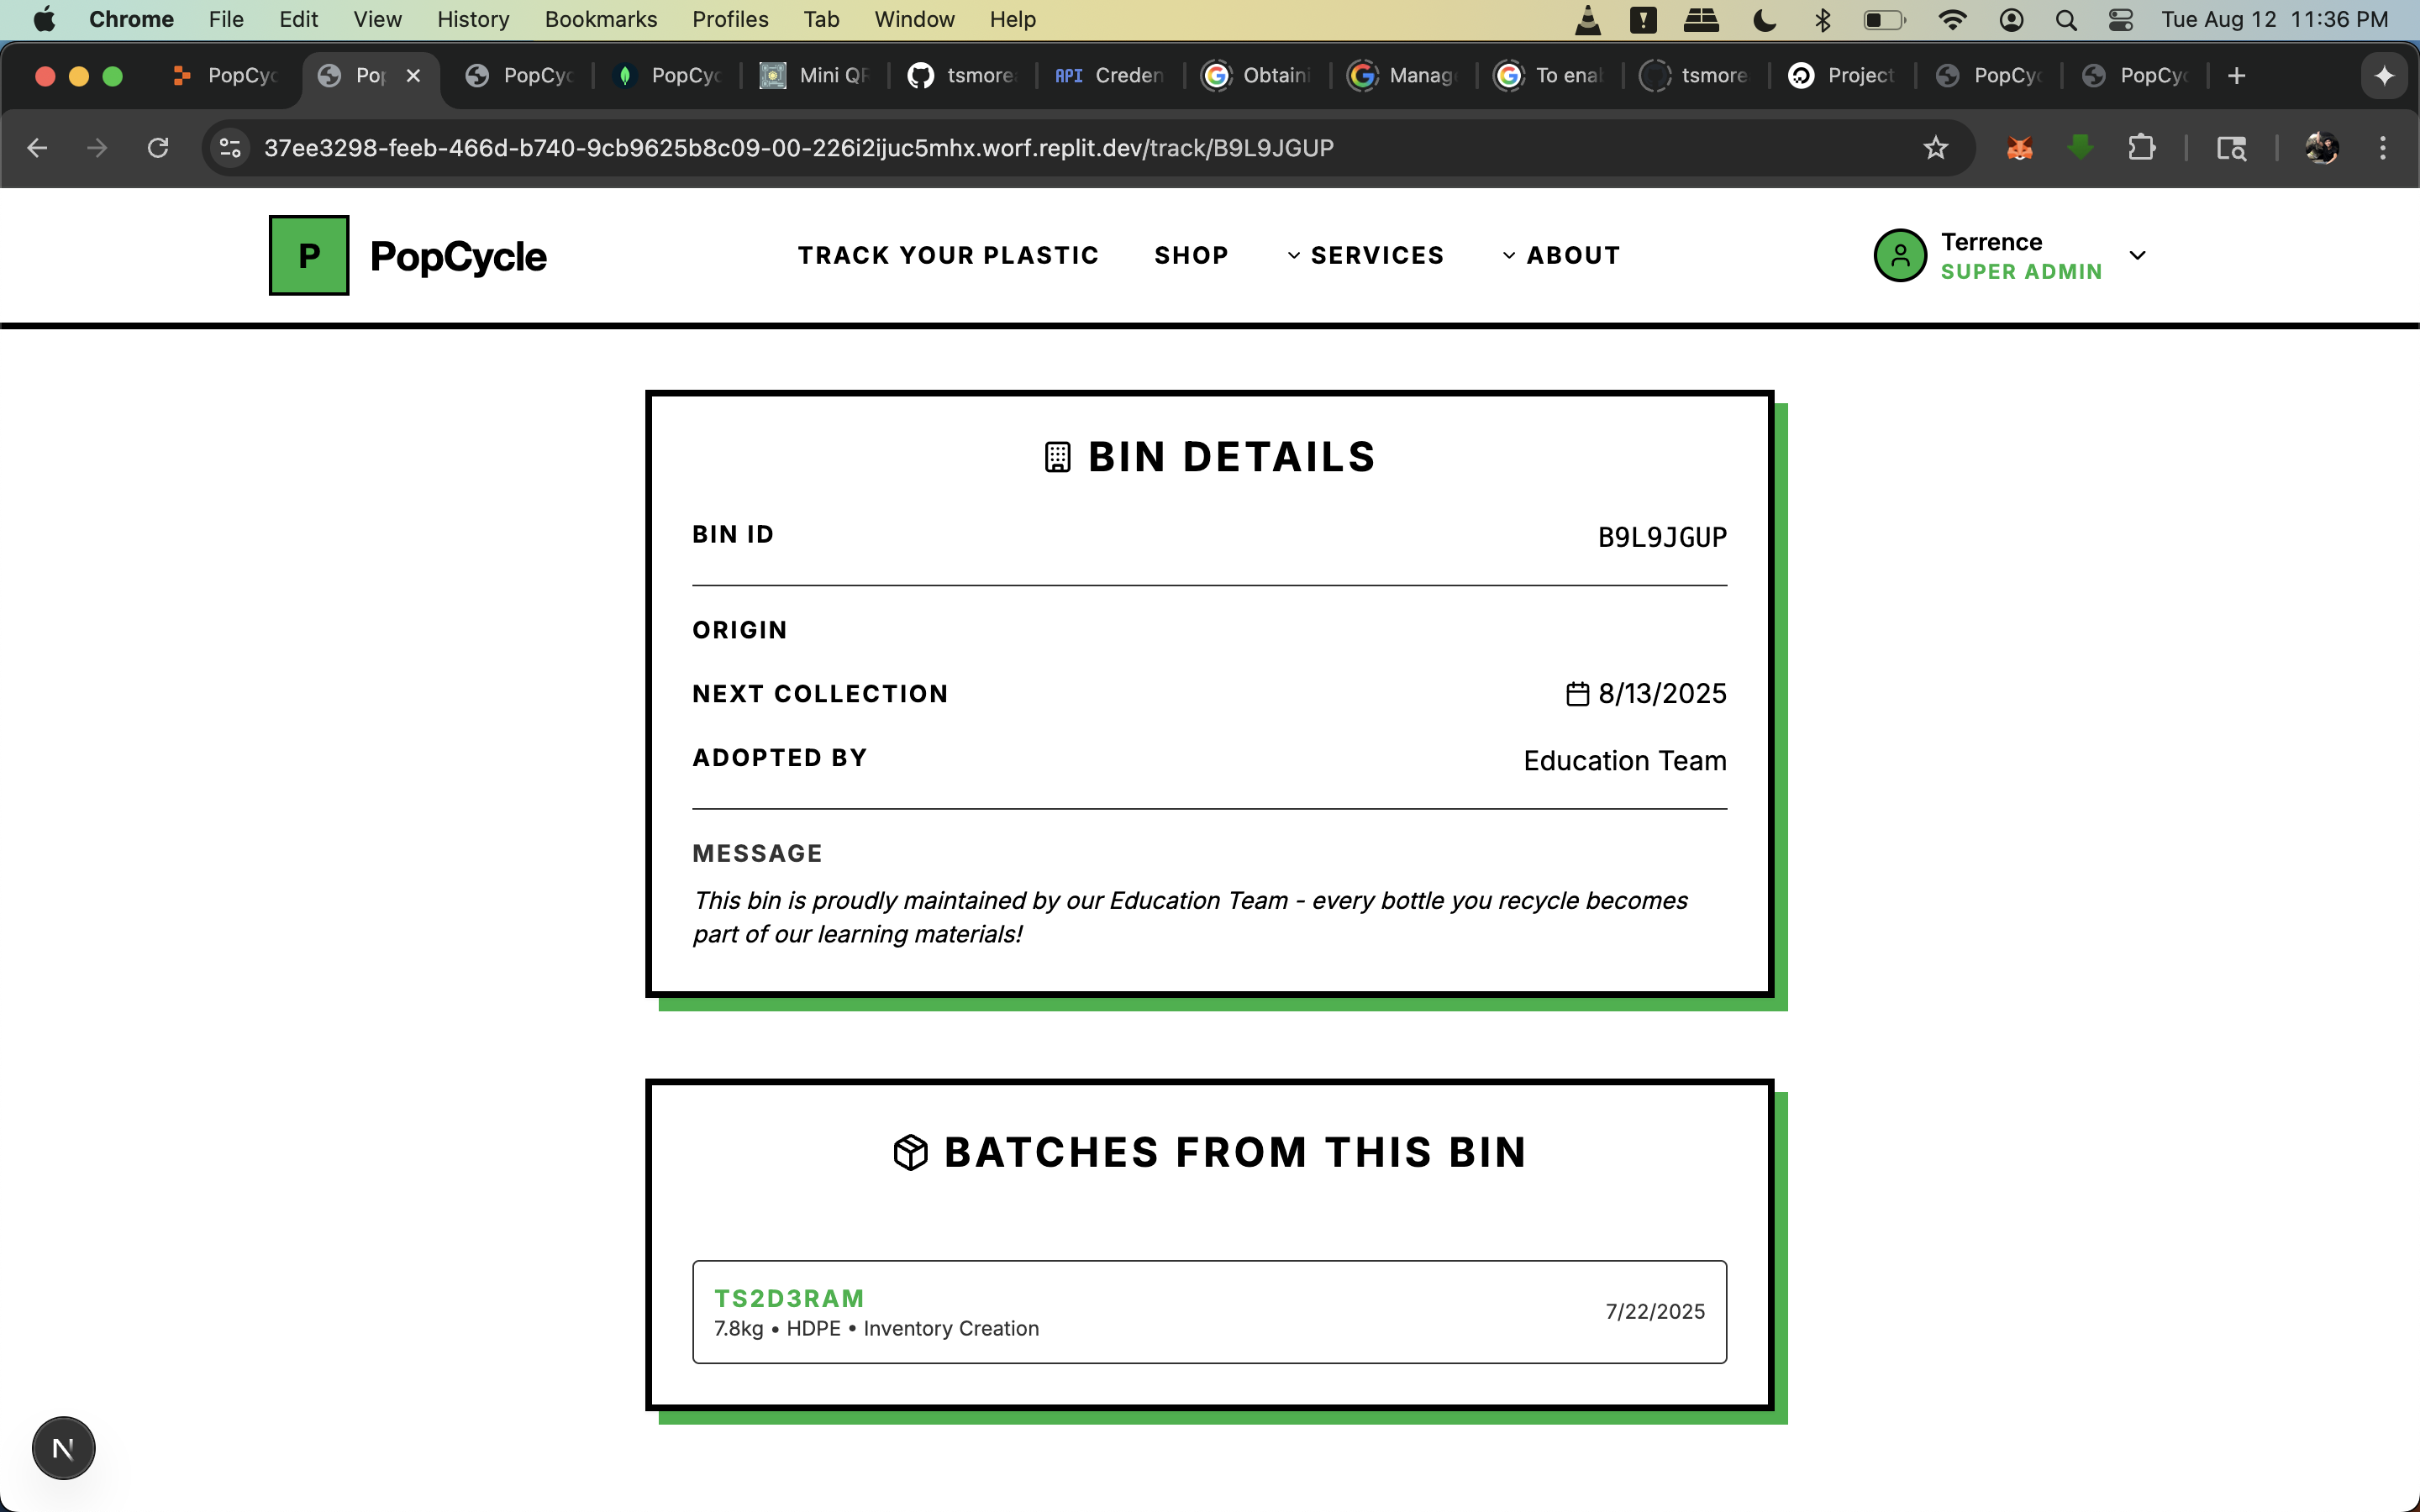 Chrome File Edit View History Bookmarks Profiles Tab Window Help Tue Aug 12 11:36 PM
PopCyc Pop PopCyc PopCyc Mini QR tsmore API Creden Obtaini Manag To ena tsmore Project PopCyc PopCyc
37ee3298-feeb-466d-b740-9cb9625b8c09-00-226i2ijuc5mhx.worf.replit.dev/track/B9L9JGUP
P PopCycle TRACK YOUR PLASTIC SHOP SERVICES ABOUT Terrence
SUPER ADMIN
BIN DETAILS
BIN ID B9L9JGUP
ORIGIN
NEXT COLLECTION 8/13/2025
ADOPTED BY Education Team
MESSAGE
This bin is proudly maintained by our Education Team - every bottle you recycle becomes
part of our learning materials!
BATCHES FROM THIS BIN
TS2D3RAM
7.8kg • HDPE • Inventory Creation 7/22/2025
N